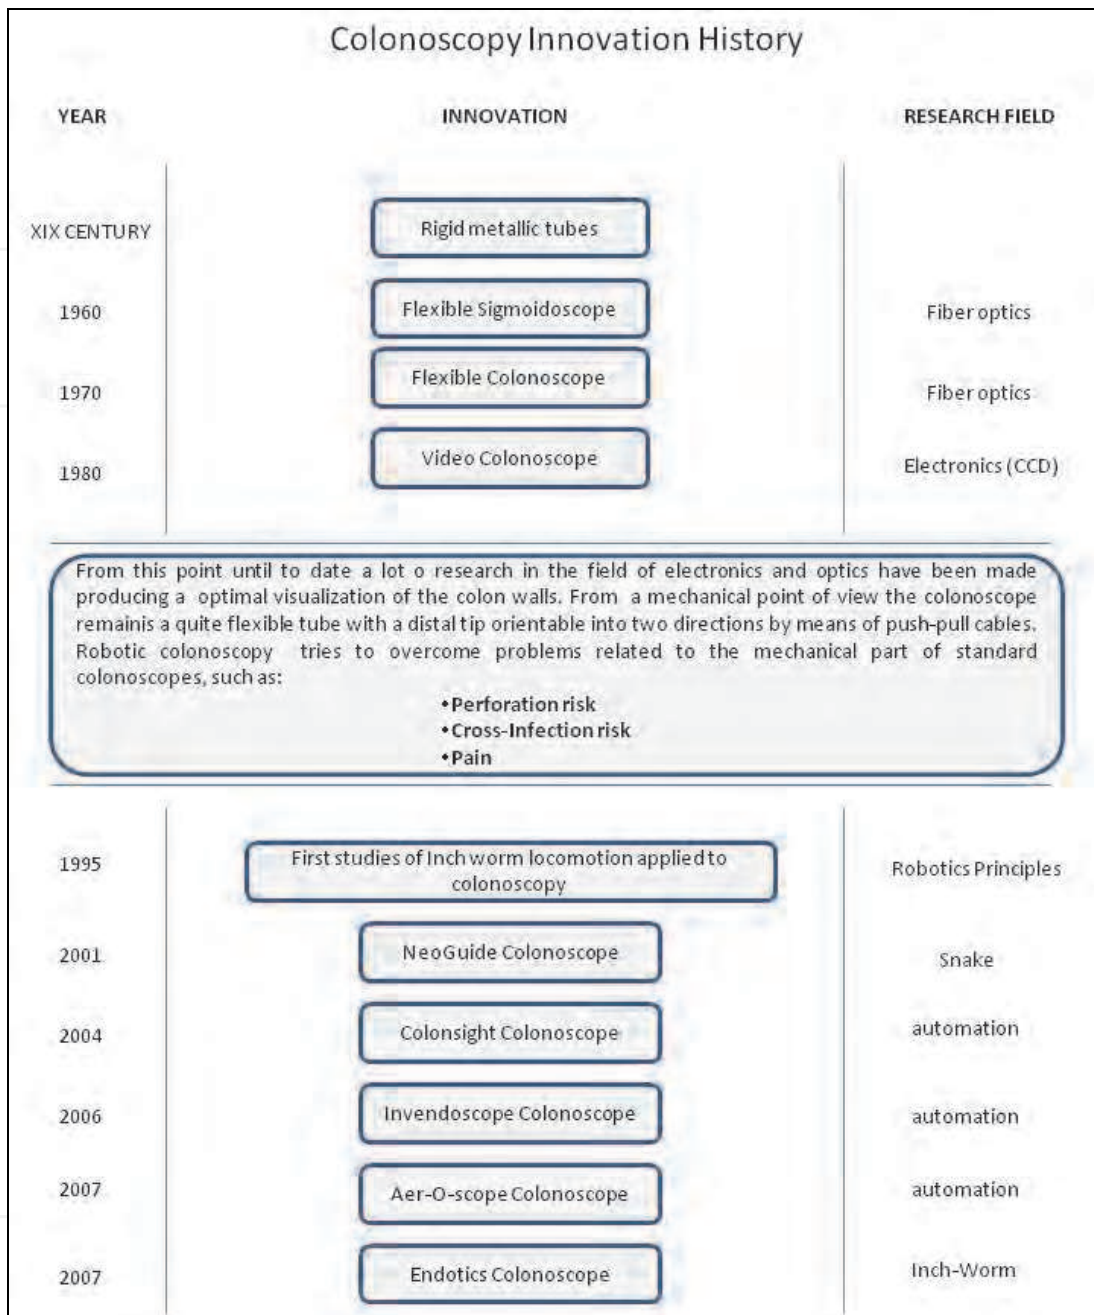 Colonoscopy Innovation History
YEAR INNOVATION RESEARCH FIELD
XIX CENTURY Rigid metallic tubes
1960 Flexible Sigmoidoscope Fiber optics
1970 Flexible Colonoscope Fiber optics
1980 Video Colonoscope Electronics (CCD)
From this point until to date a lot o research in the field of electronics and optics have been made
producing a optimal visualization of the colon walls. From a mechanical point of view the colonoscope
remainis a quite flexible tube with a distal tip orientable into two directions by means of push-pull cables.
Robotic colonoscopy tries to overcome problems related to the mechanical part of standard
colonoscopes, such as:
•Perforation risk
•Cross-Infection risk
•Pain
1995 First studies of Inch worm locomotion applied to Robotics Principles
colonoscopy
2001 NeoGuide Colonoscope Snake
2004 Colonsight Colonoscope automation
2006 Invendoscope Colonoscope automation
2007 Aer-O-scope Colonoscope automation
2007 Endotics Colonoscope Inch-Worm